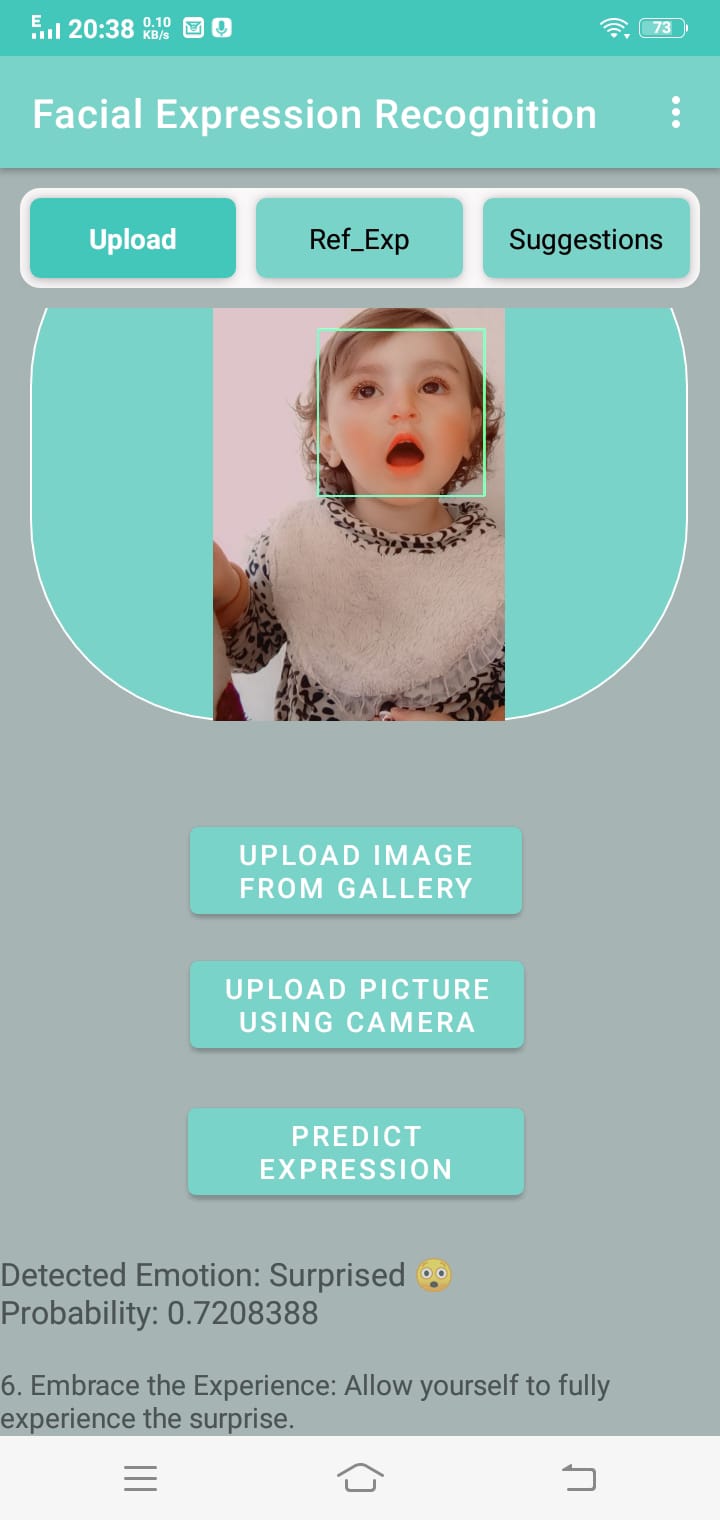 E 20:38 0.10 KB/s 73
Facial Expression Recognition
Upload Ref_Exp Suggestions
UPLOAD IMAGE
FROM GALLERY
UPLOAD PICTURE
USING CAMERA
PREDICT
EXPRESSION
Detected Emotion: Surprised 😳
Probability: 0.7208388
6. Embrace the Experience: Allow yourself to fully
experience the surprise.